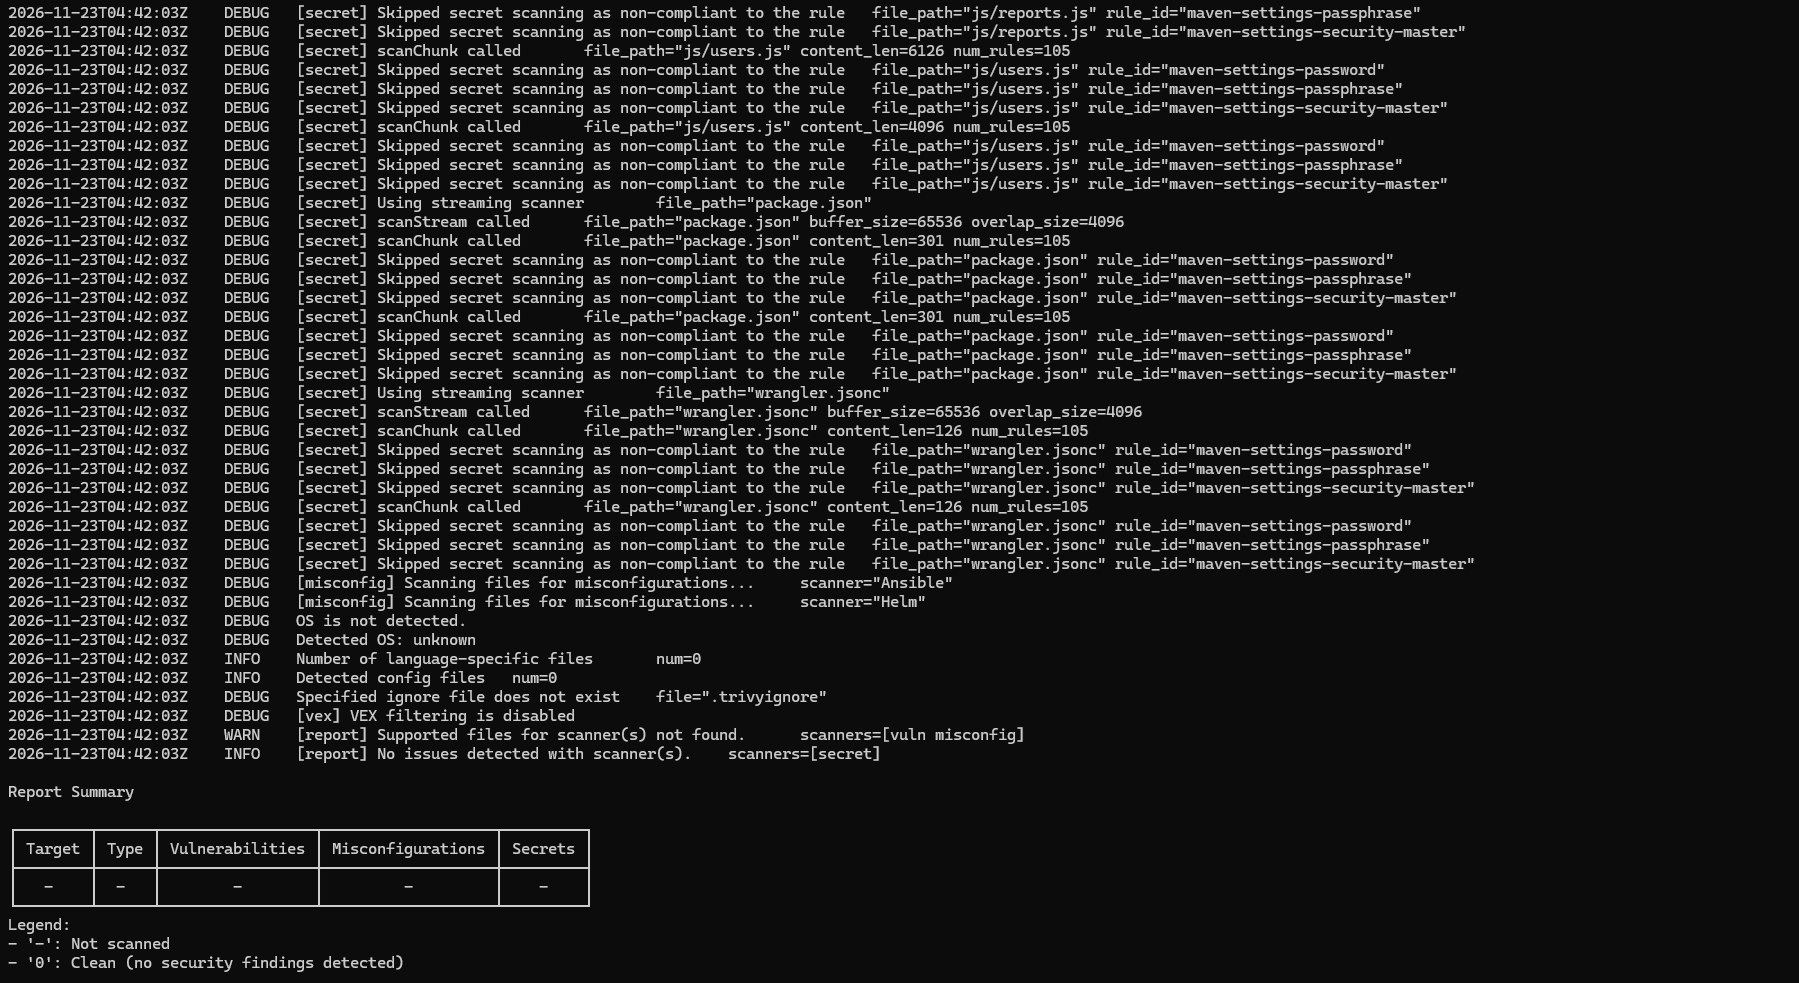 2026-11-23T04:42:03Z    DEBUG   [secret] Skipped secret scanning as non-compliant to the rule   file_path="js/reports.js" rule_id="maven-settings-passphrase"
2026-11-23T04:42:03Z    DEBUG   [secret] Skipped secret scanning as non-compliant to the rule   file_path="js/reports.js" rule_id="maven-settings-security-master"
2026-11-23T04:42:03Z    DEBUG   [secret] scanChunk called       file_path="js/users.js" content_len=6126 num_rules=105
2026-11-23T04:42:03Z    DEBUG   [secret] Skipped secret scanning as non-compliant to the rule   file_path="js/users.js" rule_id="maven-settings-password"
2026-11-23T04:42:03Z    DEBUG   [secret] Skipped secret scanning as non-compliant to the rule   file_path="js/users.js" rule_id="maven-settings-passphrase"
2026-11-23T04:42:03Z    DEBUG   [secret] Skipped secret scanning as non-compliant to the rule   file_path="js/users.js" rule_id="maven-settings-security-master"
2026-11-23T04:42:03Z    DEBUG   [secret] scanChunk called       file_path="js/users.js" content_len=4096 num_rules=105
2026-11-23T04:42:03Z    DEBUG   [secret] Skipped secret scanning as non-compliant to the rule   file_path="js/users.js" rule_id="maven-settings-password"
2026-11-23T04:42:03Z    DEBUG   [secret] Skipped secret scanning as non-compliant to the rule   file_path="js/users.js" rule_id="maven-settings-passphrase"
2026-11-23T04:42:03Z    DEBUG   [secret] Skipped secret scanning as non-compliant to the rule   file_path="js/users.js" rule_id="maven-settings-security-master"
2026-11-23T04:42:03Z    DEBUG   [secret] Using streaming scanner        file_path="package.json"
2026-11-23T04:42:03Z    DEBUG   [secret] scanStream called      file_path="package.json" buffer_size=65536 overlap_size=4096
2026-11-23T04:42:03Z    DEBUG   [secret] scanChunk called       file_path="package.json" content_len=301 num_rules=105
2026-11-23T04:42:03Z    DEBUG   [secret] Skipped secret scanning as non-compliant to the rule   file_path="package.json" rule_id="maven-settings-password"
2026-11-23T04:42:03Z    DEBUG   [secret] Skipped secret scanning as non-compliant to the rule   file_path="package.json" rule_id="maven-settings-passphrase"
2026-11-23T04:42:03Z    DEBUG   [secret] Skipped secret scanning as non-compliant to the rule   file_path="package.json" rule_id="maven-settings-security-master"
2026-11-23T04:42:03Z    DEBUG   [secret] scanChunk called       file_path="package.json" content_len=301 num_rules=105
2026-11-23T04:42:03Z    DEBUG   [secret] Skipped secret scanning as non-compliant to the rule   file_path="package.json" rule_id="maven-settings-password"
2026-11-23T04:42:03Z    DEBUG   [secret] Skipped secret scanning as non-compliant to the rule   file_path="package.json" rule_id="maven-settings-passphrase"
2026-11-23T04:42:03Z    DEBUG   [secret] Skipped secret scanning as non-compliant to the rule   file_path="package.json" rule_id="maven-settings-security-master"
2026-11-23T04:42:03Z    DEBUG   [secret] Using streaming scanner        file_path="wrangler.jsonc"
2026-11-23T04:42:03Z    DEBUG   [secret] scanStream called      file_path="wrangler.jsonc" buffer_size=65536 overlap_size=4096
2026-11-23T04:42:03Z    DEBUG   [secret] scanChunk called       file_path="wrangler.jsonc" content_len=126 num_rules=105
2026-11-23T04:42:03Z    DEBUG   [secret] Skipped secret scanning as non-compliant to the rule   file_path="wrangler.jsonc" rule_id="maven-settings-password"
2026-11-23T04:42:03Z    DEBUG   [secret] Skipped secret scanning as non-compliant to the rule   file_path="wrangler.jsonc" rule_id="maven-settings-passphrase"
2026-11-23T04:42:03Z    DEBUG   [secret] Skipped secret scanning as non-compliant to the rule   file_path="wrangler.jsonc" rule_id="maven-settings-security-master"
2026-11-23T04:42:03Z    DEBUG   [secret] scanChunk called       file_path="wrangler.jsonc" content_len=126 num_rules=105
2026-11-23T04:42:03Z    DEBUG   [secret] Skipped secret scanning as non-compliant to the rule   file_path="wrangler.jsonc" rule_id="maven-settings-password"
2026-11-23T04:42:03Z    DEBUG   [secret] Skipped secret scanning as non-compliant to the rule   file_path="wrangler.jsonc" rule_id="maven-settings-passphrase"
2026-11-23T04:42:03Z    DEBUG   [secret] Skipped secret scanning as non-compliant to the rule   file_path="wrangler.jsonc" rule_id="maven-settings-security-master"
2026-11-23T04:42:03Z    DEBUG   [misconfig] Scanning files for misconfigurations...     scanner="Ansible"
2026-11-23T04:42:03Z    DEBUG   [misconfig] Scanning files for misconfigurations...     scanner="Helm"
2026-11-23T04:42:03Z    DEBUG   OS is not detected.
2026-11-23T04:42:03Z    DEBUG   Detected OS: unknown
2026-11-23T04:42:03Z    INFO    Number of language-specific files       num=0
2026-11-23T04:42:03Z    INFO    Detected config files   num=0
2026-11-23T04:42:03Z    DEBUG   Specified ignore file does not exist    file=".trivyignore"
2026-11-23T04:42:03Z    DEBUG   [vex] VEX filtering is disabled
2026-11-23T04:42:03Z    WARN    [report] Supported files for scanner(s) not found.      scanners=[vuln misconfig]
2026-11-23T04:42:03Z    INFO    [report] No issues detected with scanner(s).    scanners=[secret]
Report Summary
Target Type Vulnerabilities Misconfigurations Secrets
- - - - -
Legend:
- '-': Not scanned
- '0': Clean (no security findings detected)